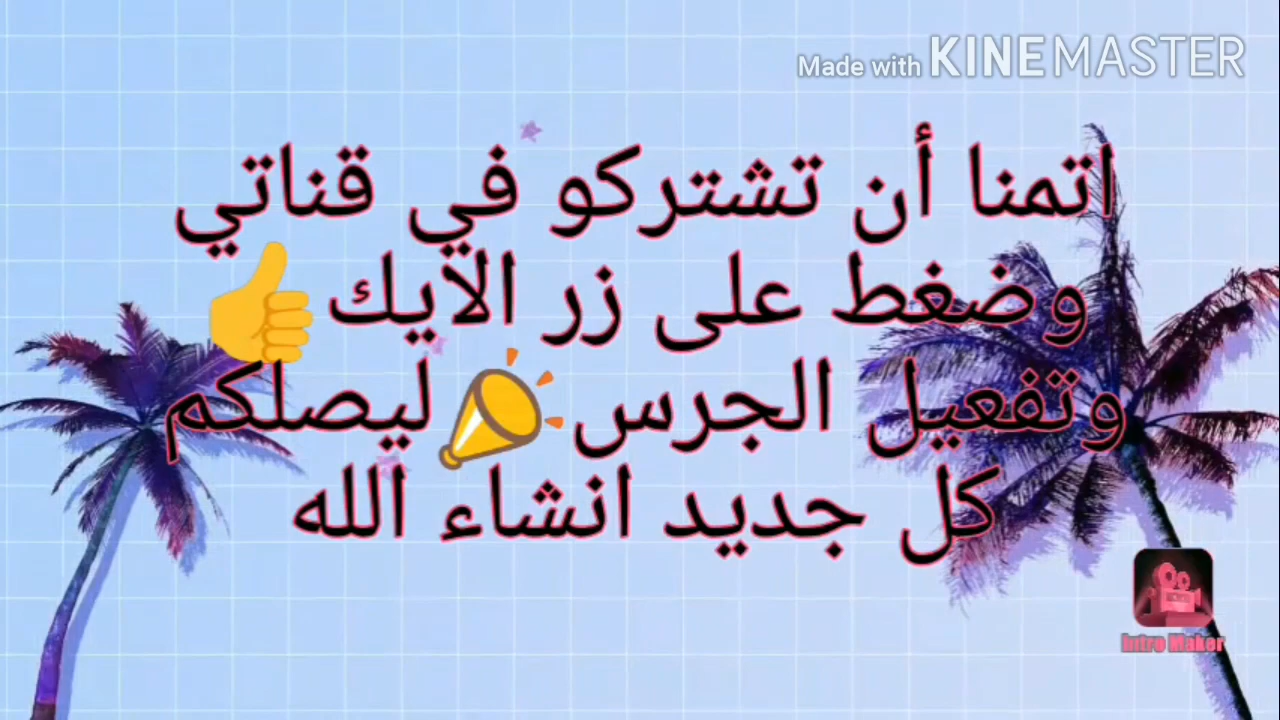 Made with KINEMASTER
اتمنا أن تشتركو في قناتي
وضغط على زر الايك👍
وتفعيل الجرس📣ليصلكم
كل جديد انشاء الله
Intro Maker